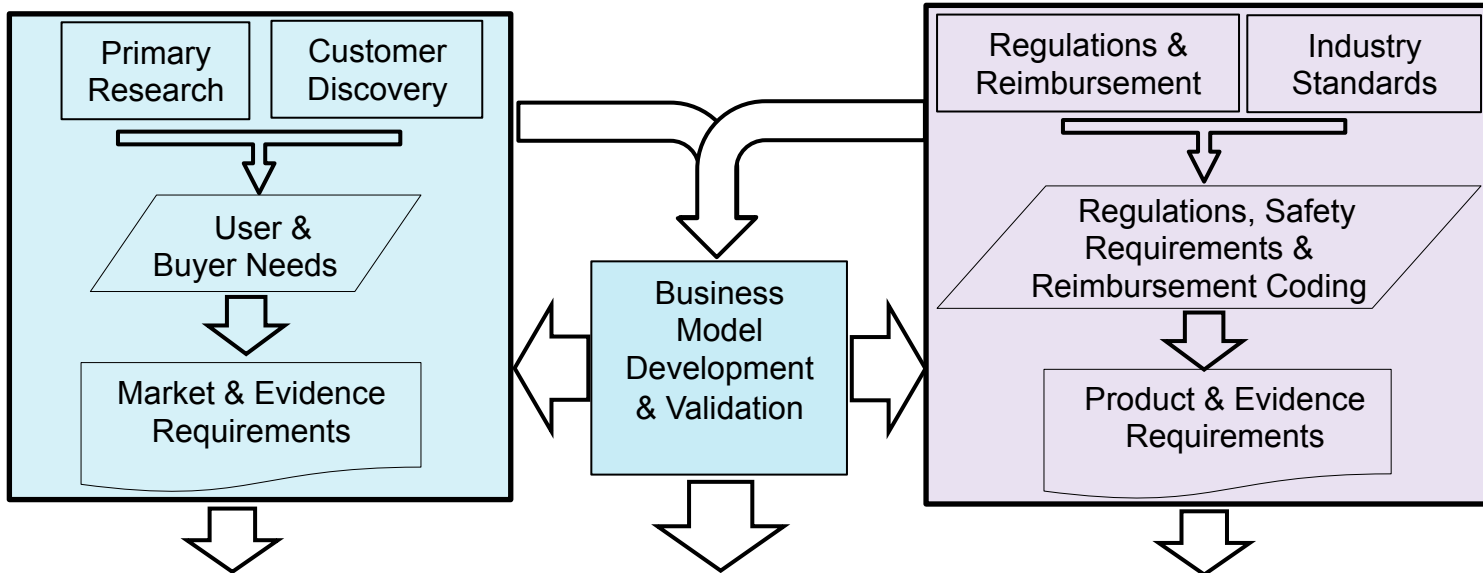 Primary
Research
Customer
Discovery
User &
Buyer Needs
Market & Evidence
Requirements
Business
Model
Development
& Validation
Regulations &
Reimbursement
Industry
Standards
Regulations, Safety
Requirements &
Reimbursement Coding
Product & Evidence
Requirements